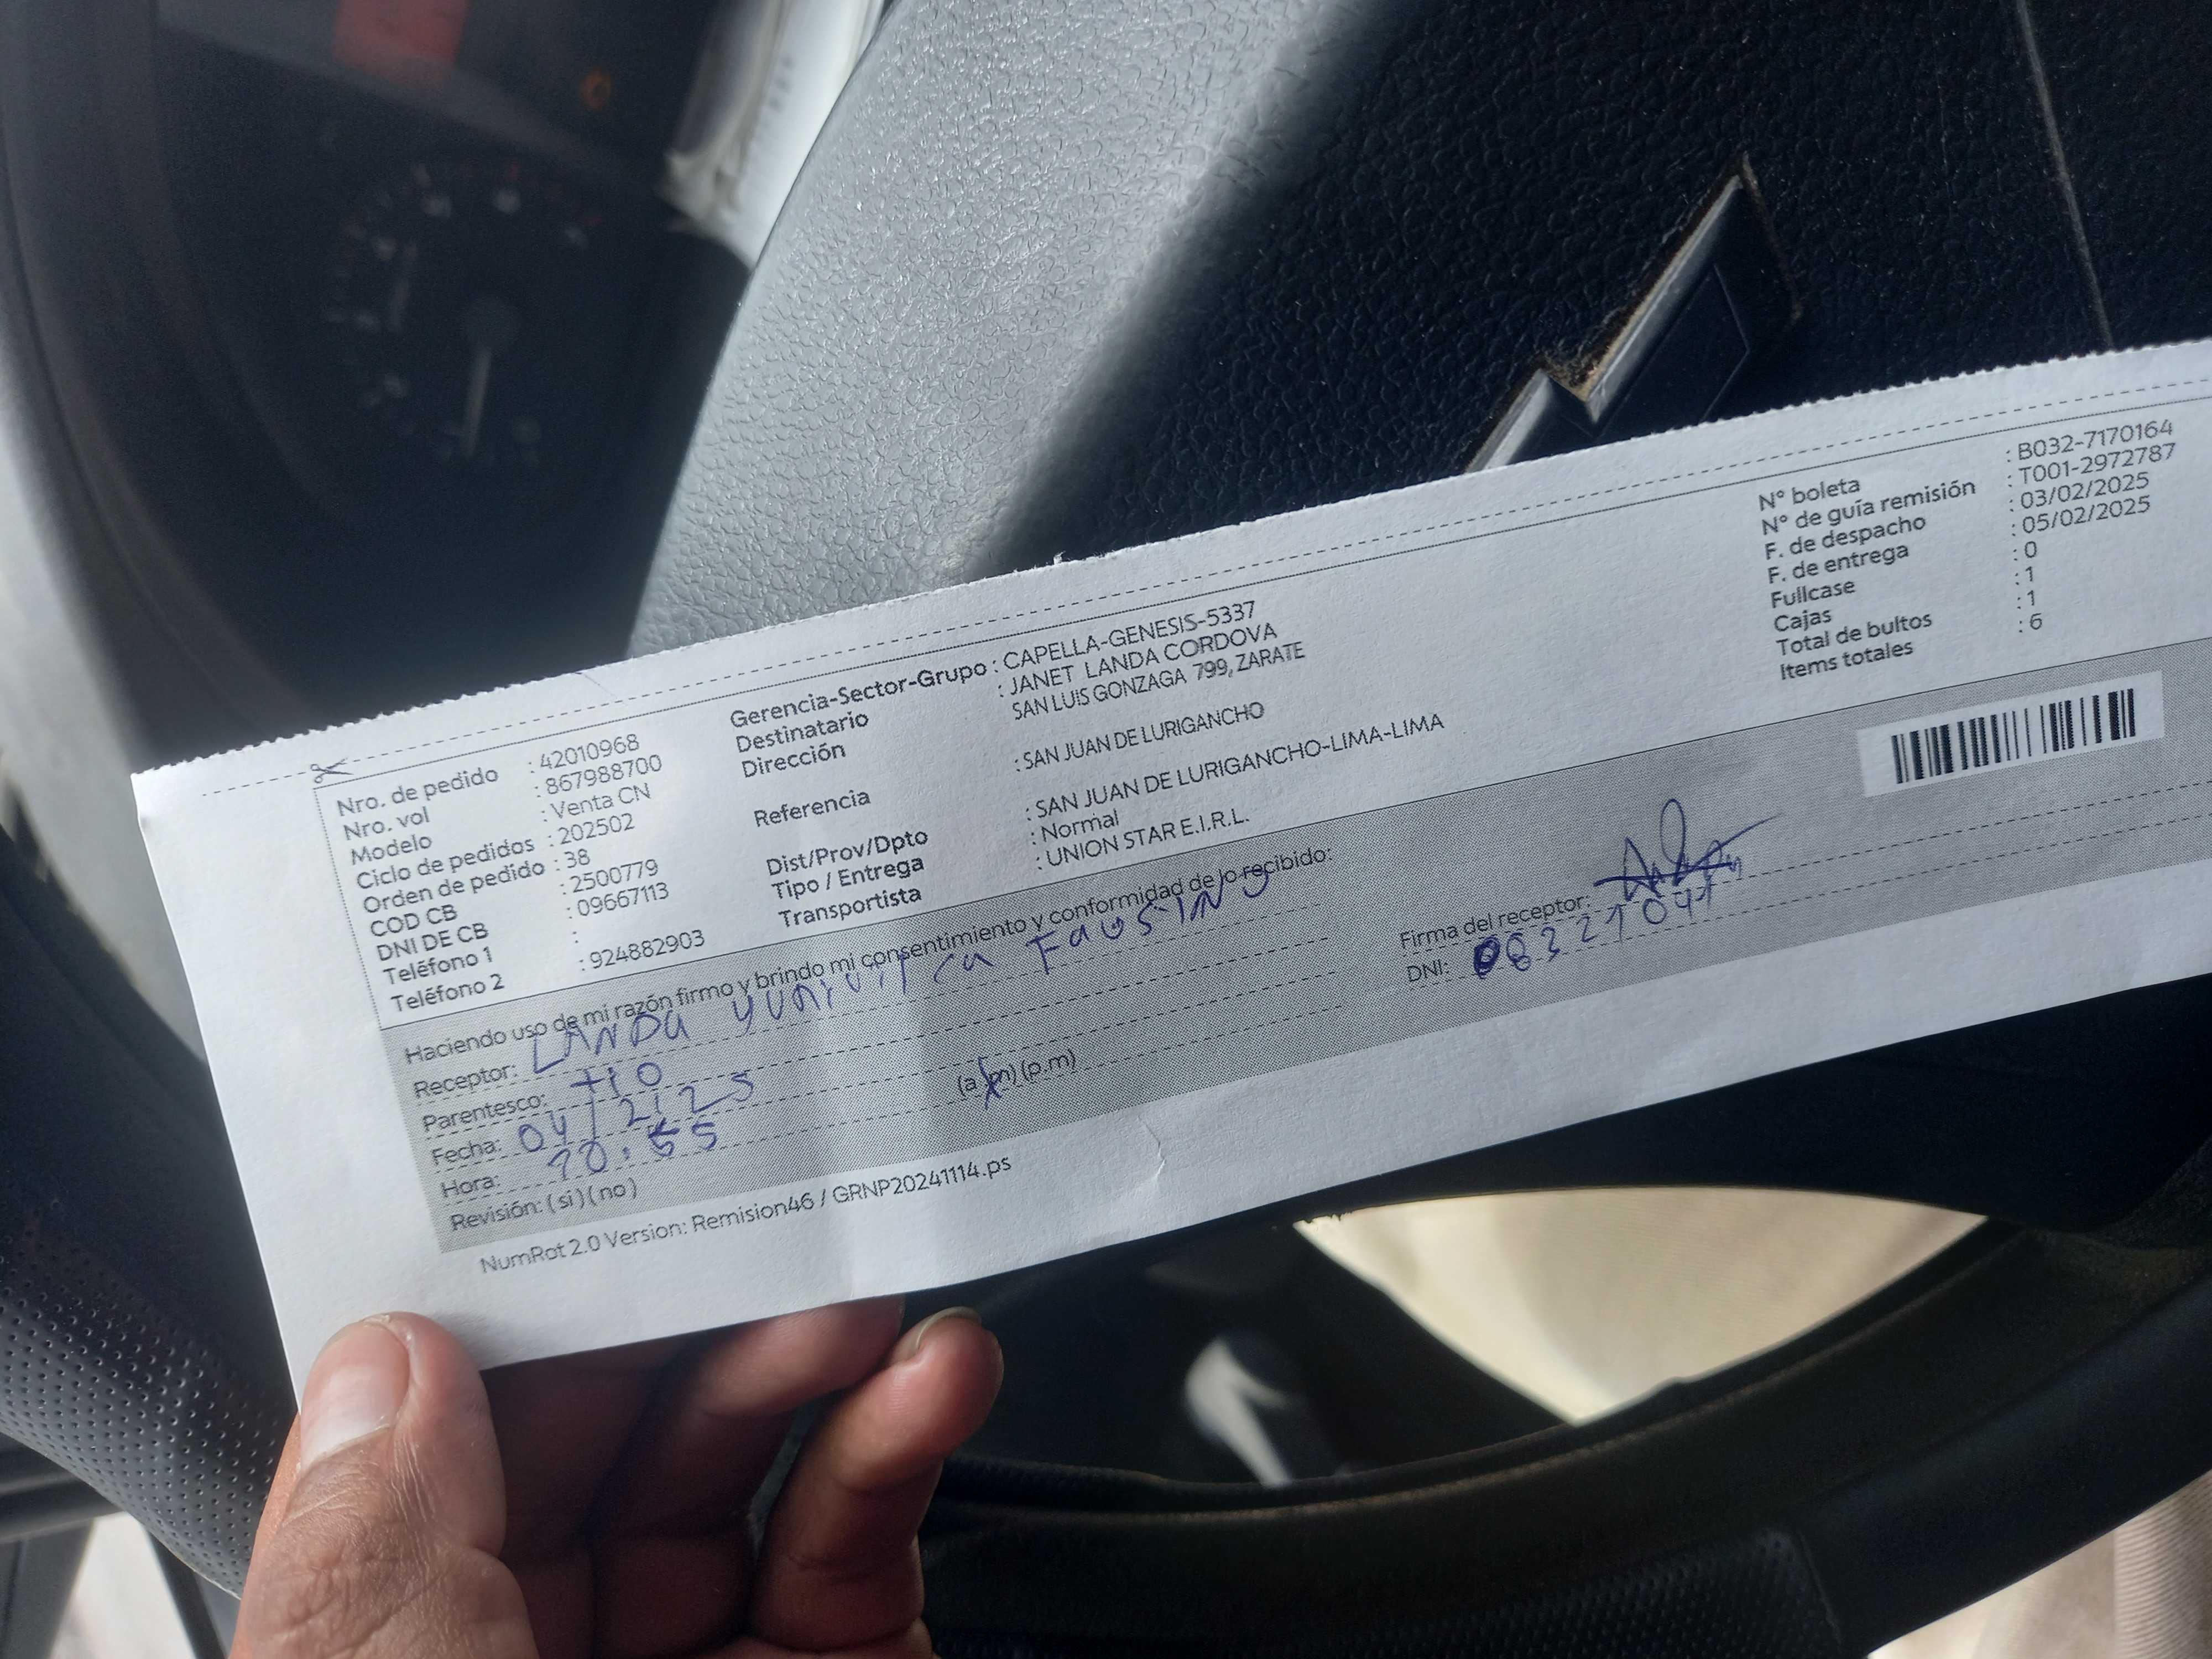 Nro. de pedido : 42010968
Nro. vol : 867988700
Modelo : Venta CN
Ciclo de pedidos : 202502
Orden de pedido : 38
COD CB : 2500779
DNI DE CB : 09667113
Teléfono 1 :
Teléfono 2 : 924882903
Gerencia-Sector-Grupo : CAPELLA-GENESIS-5337
Destinatario : JANET LANDA CORDOVA
Dirección SAN LUIS GONZAGA 799, ZARATE
Referencia : SAN JUAN DE LURIGANCHO
Dist/Prov/Dpto : SAN JUAN DE LURIGANCHO-LIMA-LIMA
Tipo / Entrega : Normal
Transportista : UNION STAR E.I.R.L.
N° boleta : B032-7170164
N° de guía remisión : T001-2972787
F. de despacho : 03/02/2025
F. de entrega : 05/02/2025
Fullcase : 0
Cajas : 1
Total de bultos : 1
Items totales : 6
Haciendo uso de mi razón firmo y brindo mi consentimiento y conformidad de lo recibido:
Receptor: LANDa
Parentesco: tio
Fecha: 04/2/25
Hora: 10:55 (a.m) (p.m)
Revisión: (si) (no)
Firma del receptor:
DNI:
NumRot 2.0 Version: Remision46 / GRNP20241114.ps